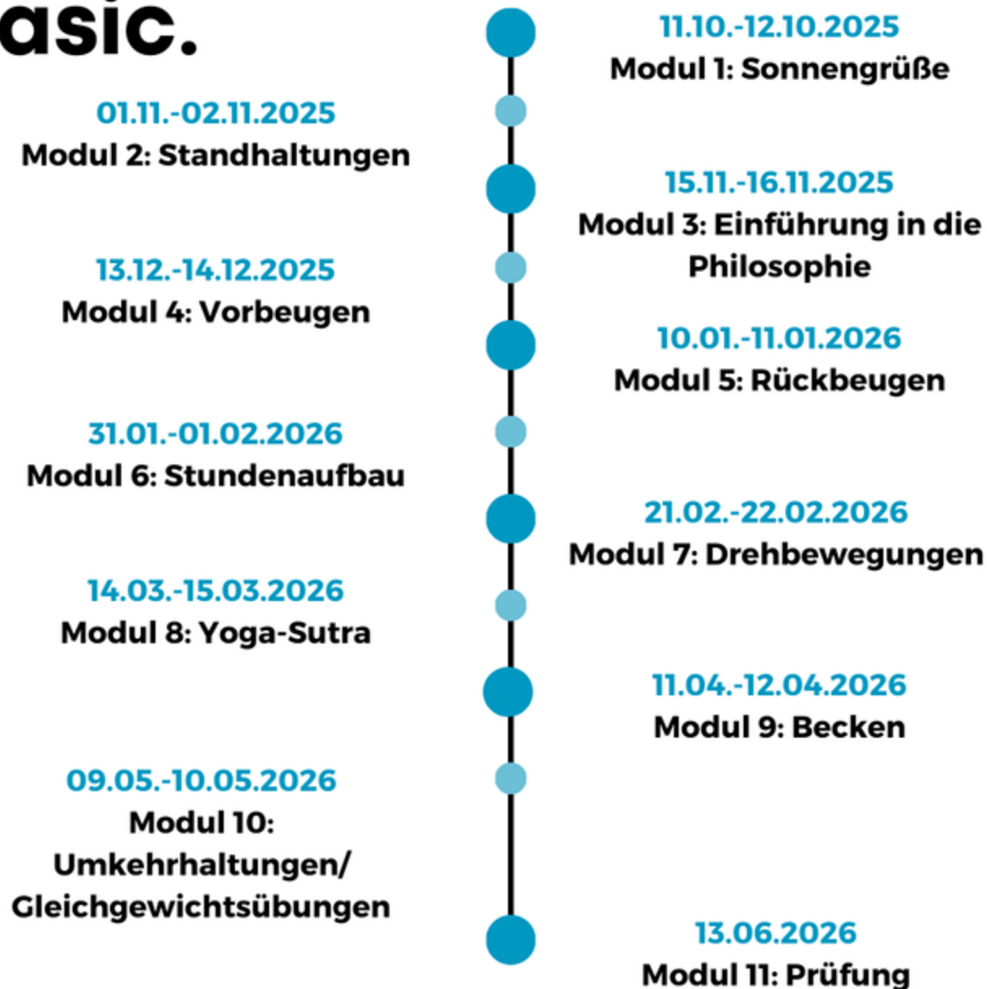 asic.
11.10.-12.10.2025
Modul 1: Sonnengrüße
01.11.-02.11.2025
Modul 2: Standhaltungen
15.11.-16.11.2025
Modul 3: Einführung in die
Philosophie
13.12.-14.12.2025
Modul 4: Vorbeugen
10.01.-11.01.2026
Modul 5: Rückbeugen
31.01.-01.02.2026
Modul 6: Stundenaufbau
21.02.-22.02.2026
Modul 7: Drehbewegungen
14.03.-15.03.2026
Modul 8: Yoga-Sutra
11.04.-12.04.2026
Modul 9: Becken
09.05.-10.05.2026
Modul 10:
Umkehrhaltungen/
Gleichgewichtsübungen
13.06.2026
Modul 11: Prüfung